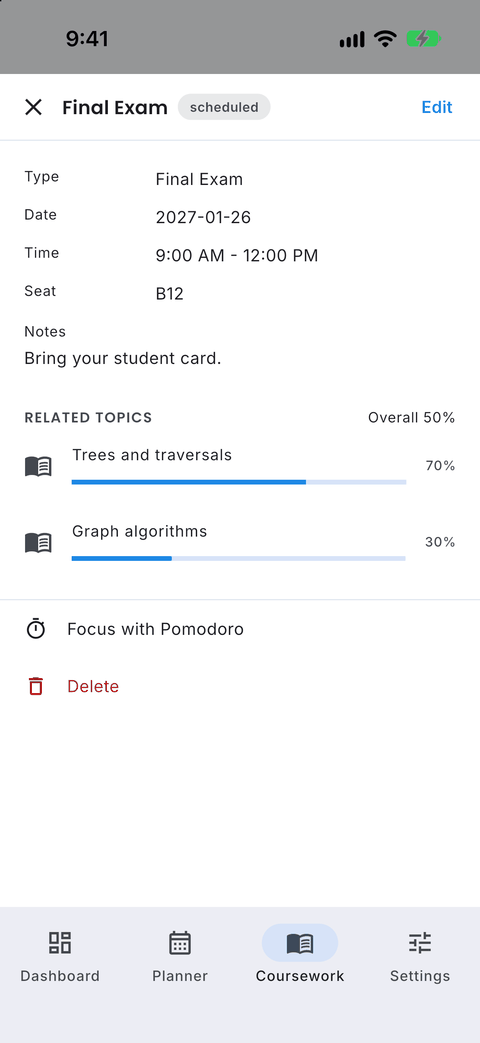 9:41
Final Exam scheduled Edit
Type Final Exam
Date 2027-01-26
Time 9:00 AM - 12:00 PM
Seat B12
Notes
Bring your student card.
RELATED TOPICS Overall 50%
Trees and traversals 70%
Graph algorithms 30%
Focus with Pomodoro
Delete
Dashboard Planner Coursework Settings